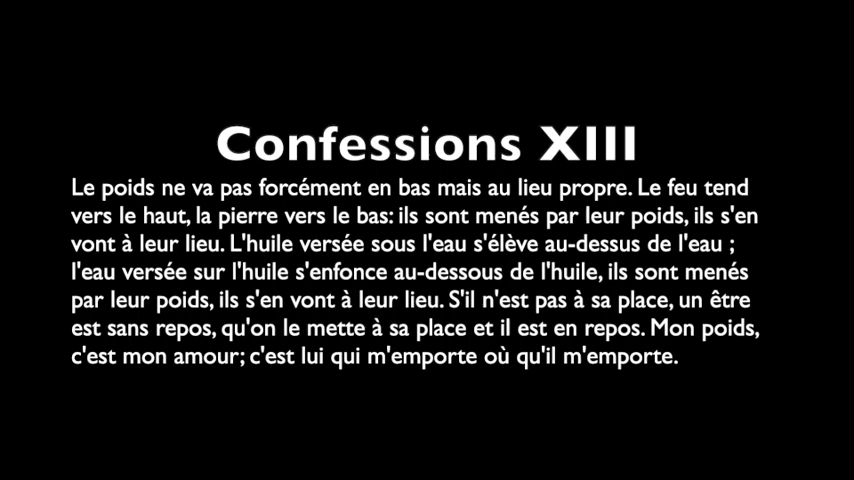 Confessions XIII
Le poids ne va pas forcément en bas mais au lieu propre. Le feu tend
vers le haut, la pierre vers le bas: ils sont menés par leur poids, ils s'en
vont à leur lieu. L'huile versée sous l'eau s'élève au-dessus de l'eau ;
l'eau versée sur l'huile s'enfonce au-dessous de l'huile, ils sont menés
par leur poids, ils s'en vont à leur lieu. S'il n'est pas à sa place, un être
est sans repos, qu'on le mette à sa place et il est en repos. Mon poids,
c'est mon amour; c'est lui qui m'emporte où qu'il m'emporte.